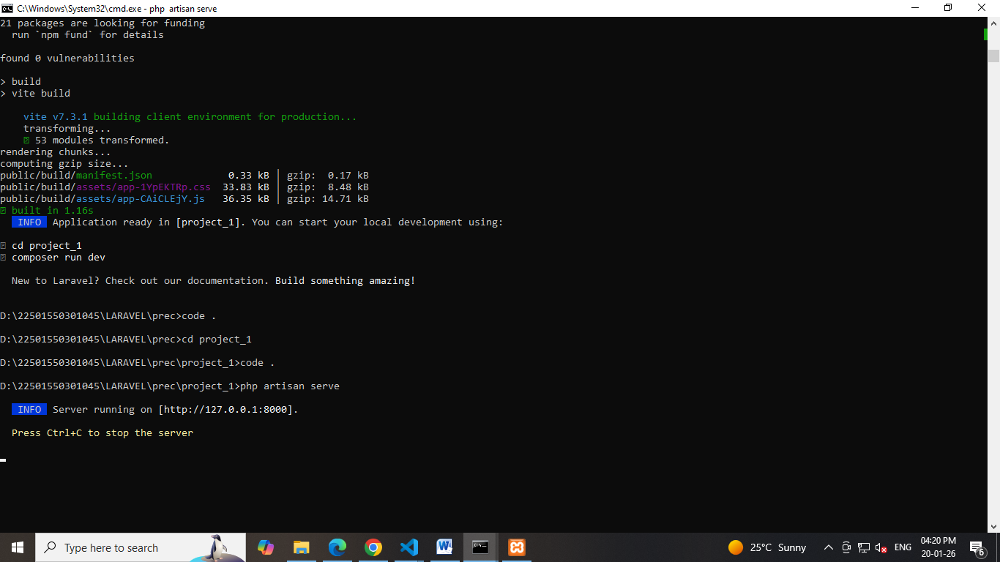 C:\Windows\System32\cmd.exe - php  artisan serve
21 packages are looking for funding
  run `npm fund` for details
found 0 vulnerabilities
> build
> vite build
vite v7.3.1 building client environment for production...
transforming...
53 modules transformed.
rendering chunks...
computing gzip size...
public/build/manifest.json             0.33 kB │ gzip:  0.17 kB
public/build/assets/app-1YpEKTRp.css  33.83 kB │ gzip:  8.48 kB
public/build/assets/app-CAiCLEjY.js   36.35 kB │ gzip: 14.71 kB
built in 1.16s
INFO  Application ready in [project_1]. You can start your local development using:
cd project_1
composer run dev
New to Laravel? Check out our documentation. Build something amazing!
D:\22501550301045\LARAVEL\prec>code .
D:\22501550301045\LARAVEL\prec>cd project_1
D:\22501550301045\LARAVEL\prec\project_1>code .
D:\22501550301045\LARAVEL\prec\project_1>php artisan serve
INFO  Server running on [http://127.0.0.1:8000].
Press Ctrl+C to stop the server
Type here to search
25°C  Sunny
ENG
04:20 PM
20-01-26
6